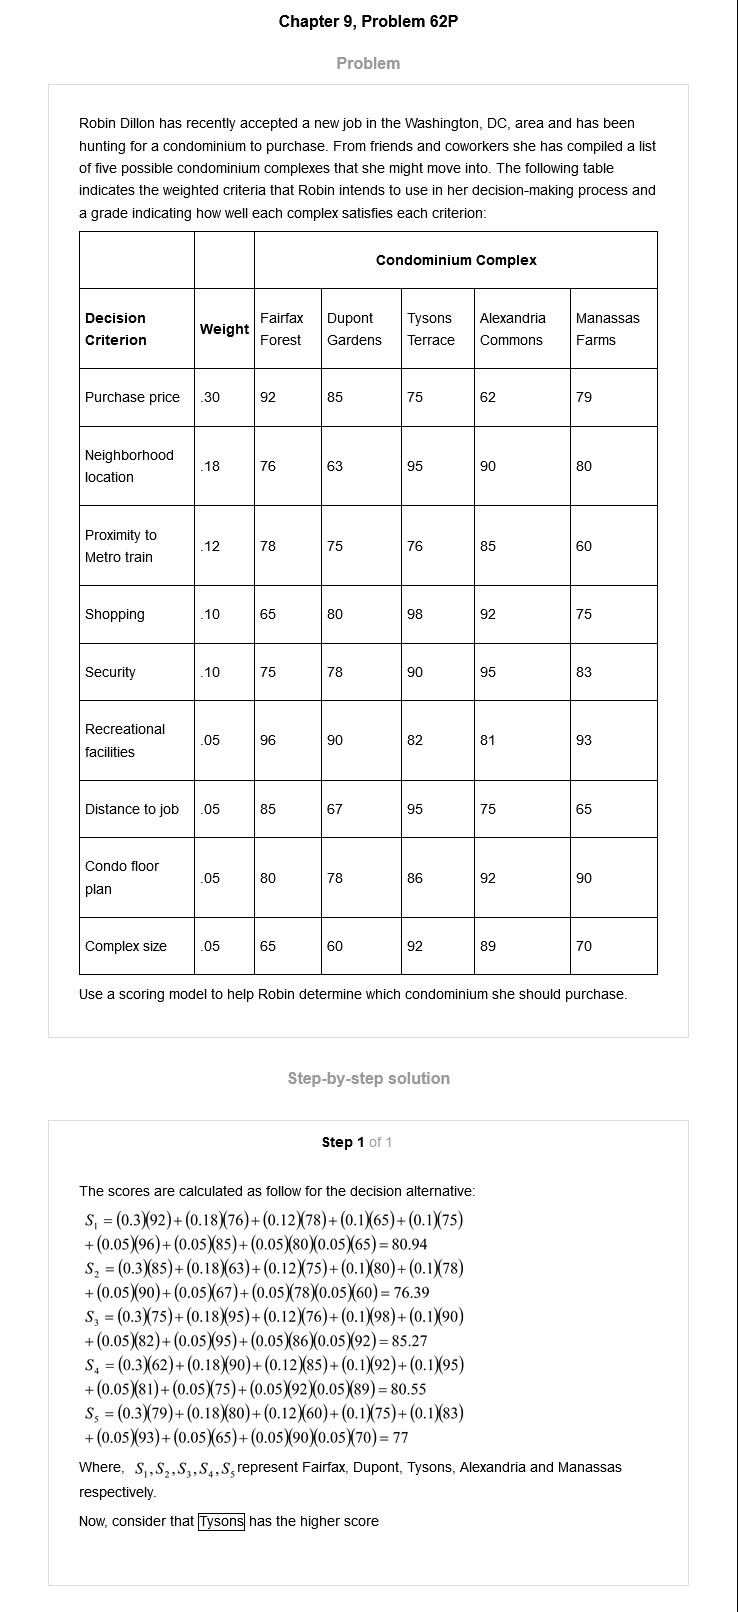 Chapter 9, Problem 62P
Problem
Robin Dillon has recently accepted a new job in the Washington, DC, area and has been
hunting for a condominium to purchase. From friends and coworkers she has compiled a list
of five possible condominium complexes that she might move into. The following table
indicates the weighted criteria that Robin intends to use in her decision-making process and
a grade indicating how well each complex satisfies each criterion:
Condominium Complex
Decision Criterion Weight Fairfax Forest Dupont Gardens Tysons Terrace Alexandria Commons Manassas Farms
Purchase price .30 92 85 75 62 79
Neighborhood location .18 76 63 95 90 80
Proximity to Metro train .12 78 75 76 85 60
Shopping .10 65 80 98 92 75
Security .10 75 78 90 95 83
Recreational facilities .05 96 90 82 81 93
Distance to job .05 85 67 95 75 65
Condo floor plan .05 80 78 86 92 90
Complex size .05 65 60 92 89 70
Use a scoring model to help Robin determine which condominium she should purchase.
Step-by-step solution
Step 1 of 1
The scores are calculated as follow for the decision alternative:
S₁ = (0.3)(92)+(0.18)(76)+(0.12)(78)+(0.1)(65)+(0.1)(75)
+(0.05)(96)+(0.05)(85)+(0.05)(80)(0.05)(65)= 80.94
S₂ = (0.3)(85)+(0.18)(63)+(0.12)(75)+(0.1)(80)+(0.1)(78)
+(0.05)(90)+(0.05)(67)+(0.05)(78)(0.05)(60)= 76.39
S₃ = (0.3)(75)+(0.18)(95)+(0.12)(76)+(0.1)(98)+(0.1)(90)
+(0.05)(82)+(0.05)(95)+(0.05)(86)(0.05)(92)= 85.27
S₄ = (0.3)(62)+(0.18)(90)+(0.12)(85)+(0.1)(92)+(0.1)(95)
+(0.05)(81)+(0.05)(75)+(0.05)(92)(0.05)(89)= 80.55
S₅ = (0.3)(79)+(0.18)(80)+(0.12)(60)+(0.1)(75)+(0.1)(83)
+(0.05)(93)+(0.05)(65)+(0.05)(90)(0.05)(70)= 77
Where, S₁,S₂,S₃,S₄,S₅ represent Fairfax, Dupont, Tysons, Alexandria and Manassas
respectively.
Now, consider that Tysons has the higher score